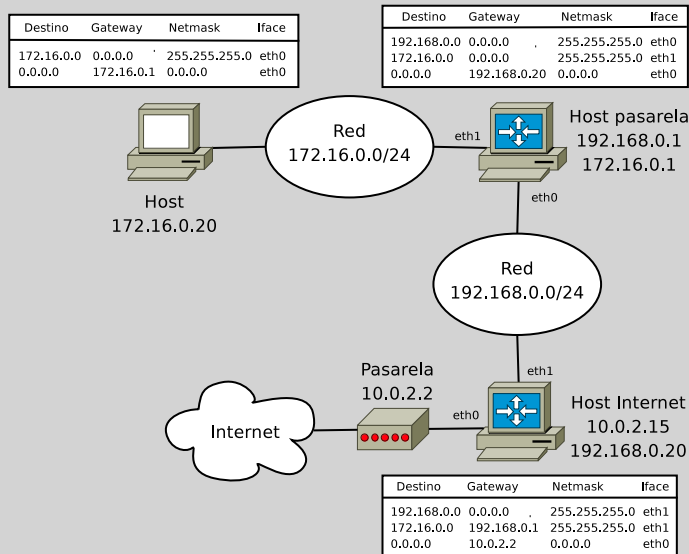 Destino Gateway Netmask Iface
172.16.0.0 0.0.0.0 255.255.255.0 eth0
0.0.0.0 172.16.0.1 0.0.0.0 eth0
Destino Gateway Netmask Iface
192.168.0.0 0.0.0.0 255.255.255.0 eth0
172.16.0.0 0.0.0.0 255.255.255.0 eth1
0.0.0.0 192.168.0.20 0.0.0.0 eth0
Host
172.16.0.20
Red
172.16.0.0/24
eth1
Host pasarela
192.168.0.1
172.16.0.1
eth0
Red
192.168.0.0/24
eth1
Pasarela
10.0.2.2
eth0
Host Internet
10.0.2.15
192.168.0.20
Internet
Destino Gateway Netmask Iface
192.168.0.0 0.0.0.0 255.255.255.0 eth1
172.16.0.0 192.168.0.1 255.255.255.0 eth1
0.0.0.0 10.0.2.2 0.0.0.0 eth0